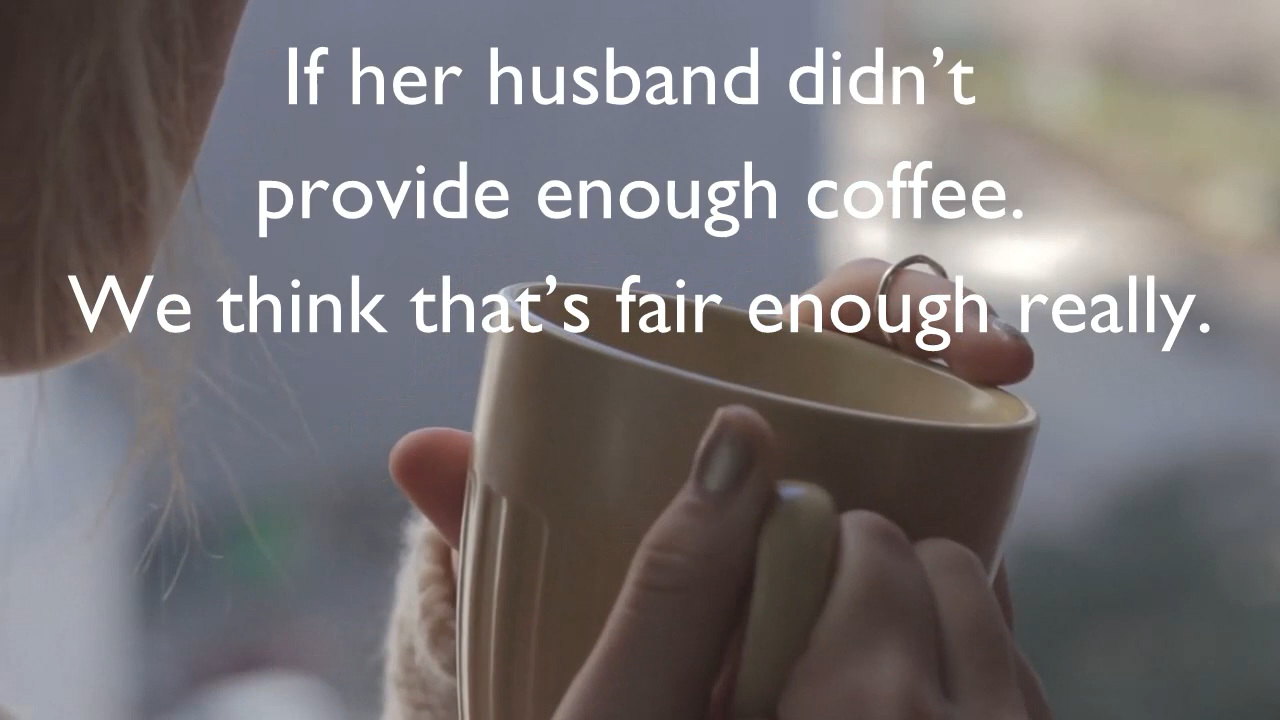 If her husband didn’t
provide enough coffee.
We think that’s fair enough really.